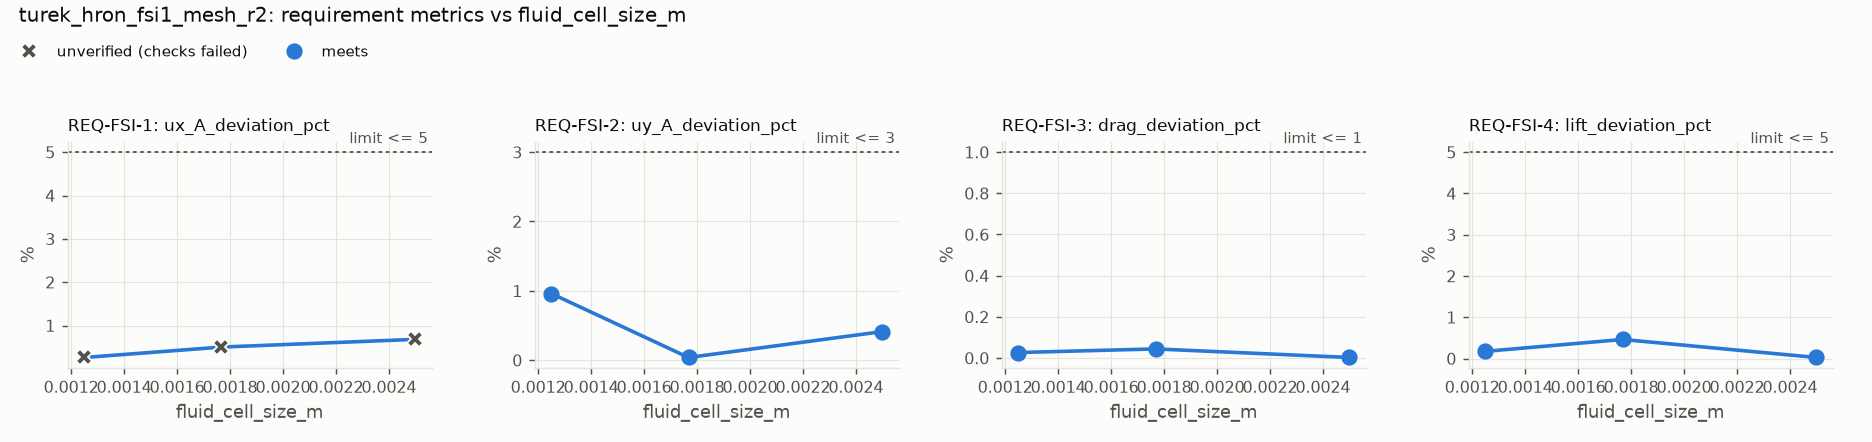 turek_hron_fsi1_mesh_r2: requirement metrics vs fluid_cell_size_m
unverified (checks failed)
meets
REQ-FSI-1: ux_A_deviation_pct
limit <= 5
5
4
3
2
1
%
0.0012 0.0014 0.0016 0.0018 0.0020 0.0022 0.0024
fluid_cell_size_m
REQ-FSI-2: uy_A_deviation_pct
limit <= 3
3
2
1
0
%
0.0012 0.0014 0.0016 0.0018 0.0020 0.0022 0.0024
fluid_cell_size_m
REQ-FSI-3: drag_deviation_pct
limit <= 1
1.0
0.8
0.6
0.4
0.2
0.0
%
0.0012 0.0014 0.0016 0.0018 0.0020 0.0022 0.0024
fluid_cell_size_m
REQ-FSI-4: lift_deviation_pct
limit <= 5
5
4
3
2
1
0
%
0.0012 0.0014 0.0016 0.0018 0.0020 0.0022 0.0024
fluid_cell_size_m